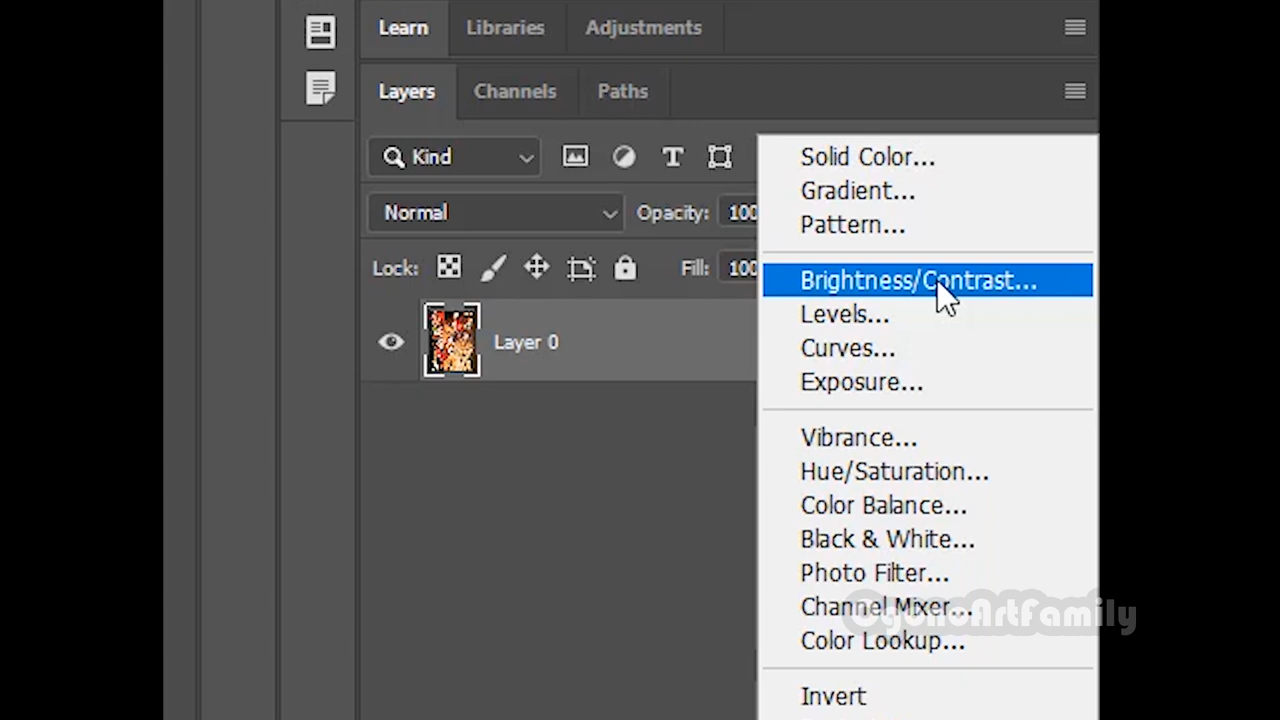 Learn Libraries Adjustments
Layers Channels Paths
Kind
Normal Opacity: 100
Lock: Fill: 100
Layer 0
Solid Color...
Gradient...
Pattern...
Brightness/Contrast...
Levels...
Curves...
Exposure...
Vibrance...
Hue/Saturation...
Color Balance...
Black & White...
Photo Filter...
Channel Mixer...
Color Lookup...
Invert